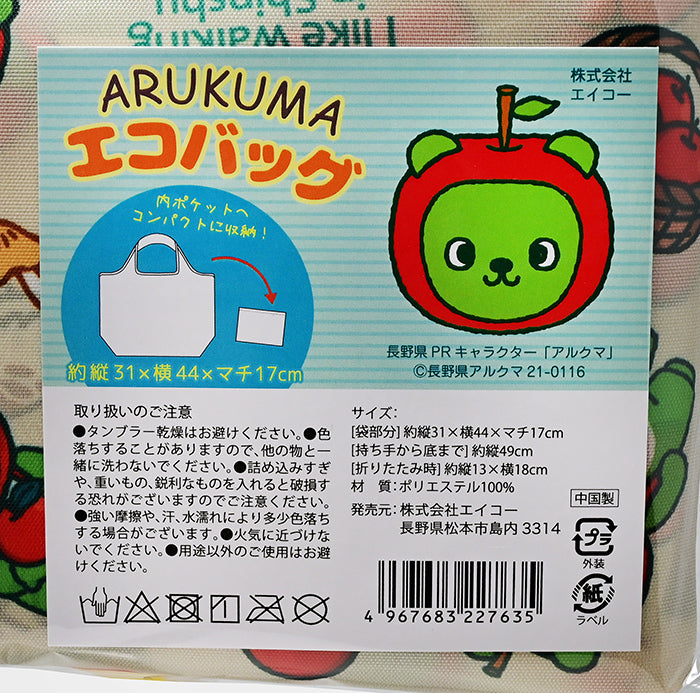 I like walking
in Shinshu
ARUKUMA
エコバッグ
株式会社
エイコー
内ポケットへ
コンパクトに収納！
約縦31×横44×マチ17cm
長野県PRキャラクター「アルクマ」
©長野県アルクマ 21-0116
取り扱いのご注意
●タンブラー乾燥はお避けください。●色
落ちすることがありますので、他の物と一
緒に洗わないでください。●詰め込みすぎ
や、重いもの、鋭利なものを入れると破損す
る恐れがございますのでご注意ください。
●強い摩擦や、汗、水濡れにより多少色落ち
する場合がございます。●火気に近づけな
いでください。●用途以外のご使用はお避
けください。
サイズ：
[袋部分] 約縦31×横44×マチ17cm
[持ち手から底まで] 約縦49cm
[折りたたみ時] 約縦13×横18cm
材　質：ポリエステル100%
発売元：株式会社エイコー
長野県松本市島内 3314
中国製
プラ
外装
紙
ラベル
4 967683 227635